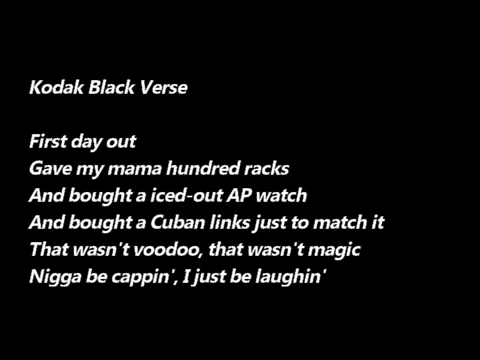 Kodak Black Verse
First day out
Gave my mama hundred racks
And bought a iced-out AP watch
And bought a Cuban links just to match it
That wasn't voodoo, that wasn't magic
Nigga be cappin', I just be laughin'